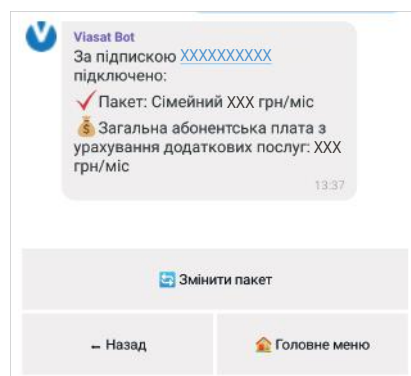 Viasat Bot
За підпискою XXXXXXXXXX
підключено:
✓ Пакет: Сімейний XXX грн/міс
💰 Загальна абонентська плата з
урахування додаткових послуг: XXX
грн/міс
13:37
🔄 Змінити пакет
← Назад
🏠 Головне меню